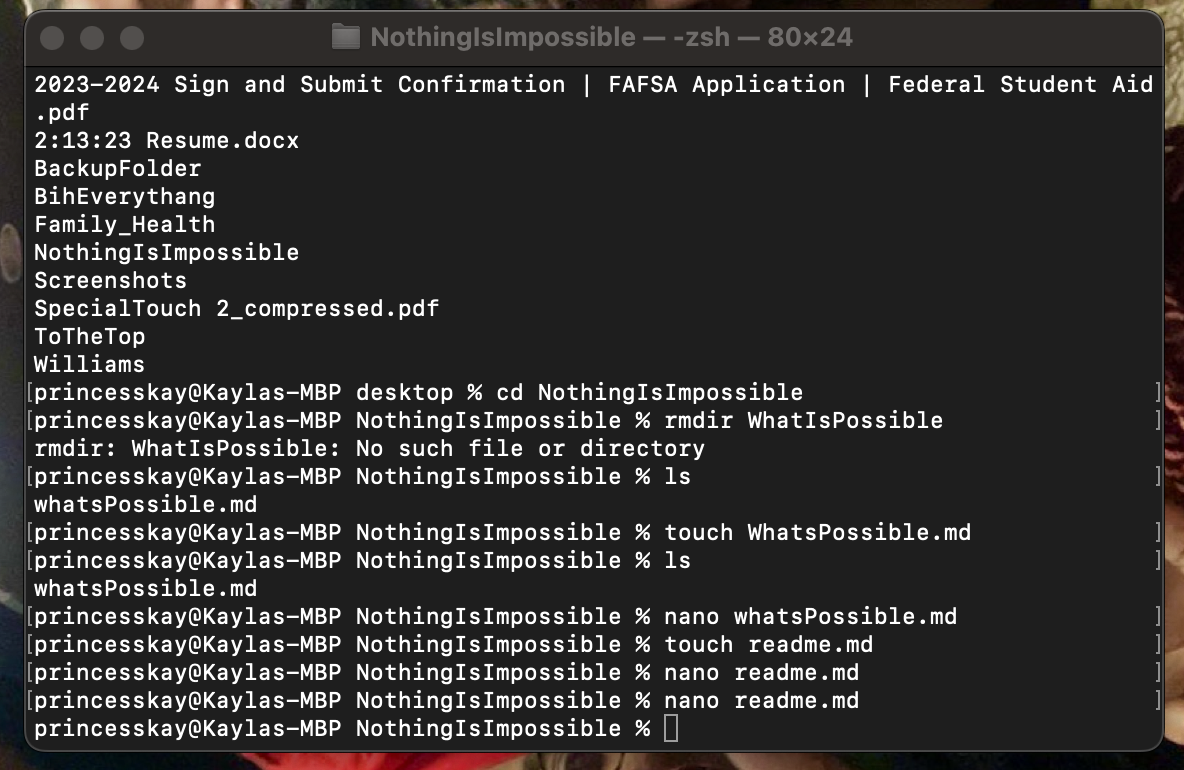 NothingIsImpossible — -zsh — 80×24
2023-2024 Sign and Submit Confirmation | FAFSA Application | Federal Student Aid
.pdf
2:13:23 Resume.docx
BackupFolder
BihEverythang
Family_Health
NothingIsImpossible
Screenshots
SpecialTouch 2_compressed.pdf
ToTheTop
Williams
[princesskay@Kaylas-MBP desktop % cd NothingIsImpossible ]
[princesskay@Kaylas-MBP NothingIsImpossible % rmdir WhatIsPossible ]
rmdir: WhatIsPossible: No such file or directory
[princesskay@Kaylas-MBP NothingIsImpossible % ls ]
whatsPossible.md
[princesskay@Kaylas-MBP NothingIsImpossible % touch WhatsPossible.md ]
[princesskay@Kaylas-MBP NothingIsImpossible % ls ]
whatsPossible.md
[princesskay@Kaylas-MBP NothingIsImpossible % nano whatsPossible.md ]
[princesskay@Kaylas-MBP NothingIsImpossible % touch readme.md ]
[princesskay@Kaylas-MBP NothingIsImpossible % nano readme.md ]
[princesskay@Kaylas-MBP NothingIsImpossible % nano readme.md ]
princesskay@Kaylas-MBP NothingIsImpossible %